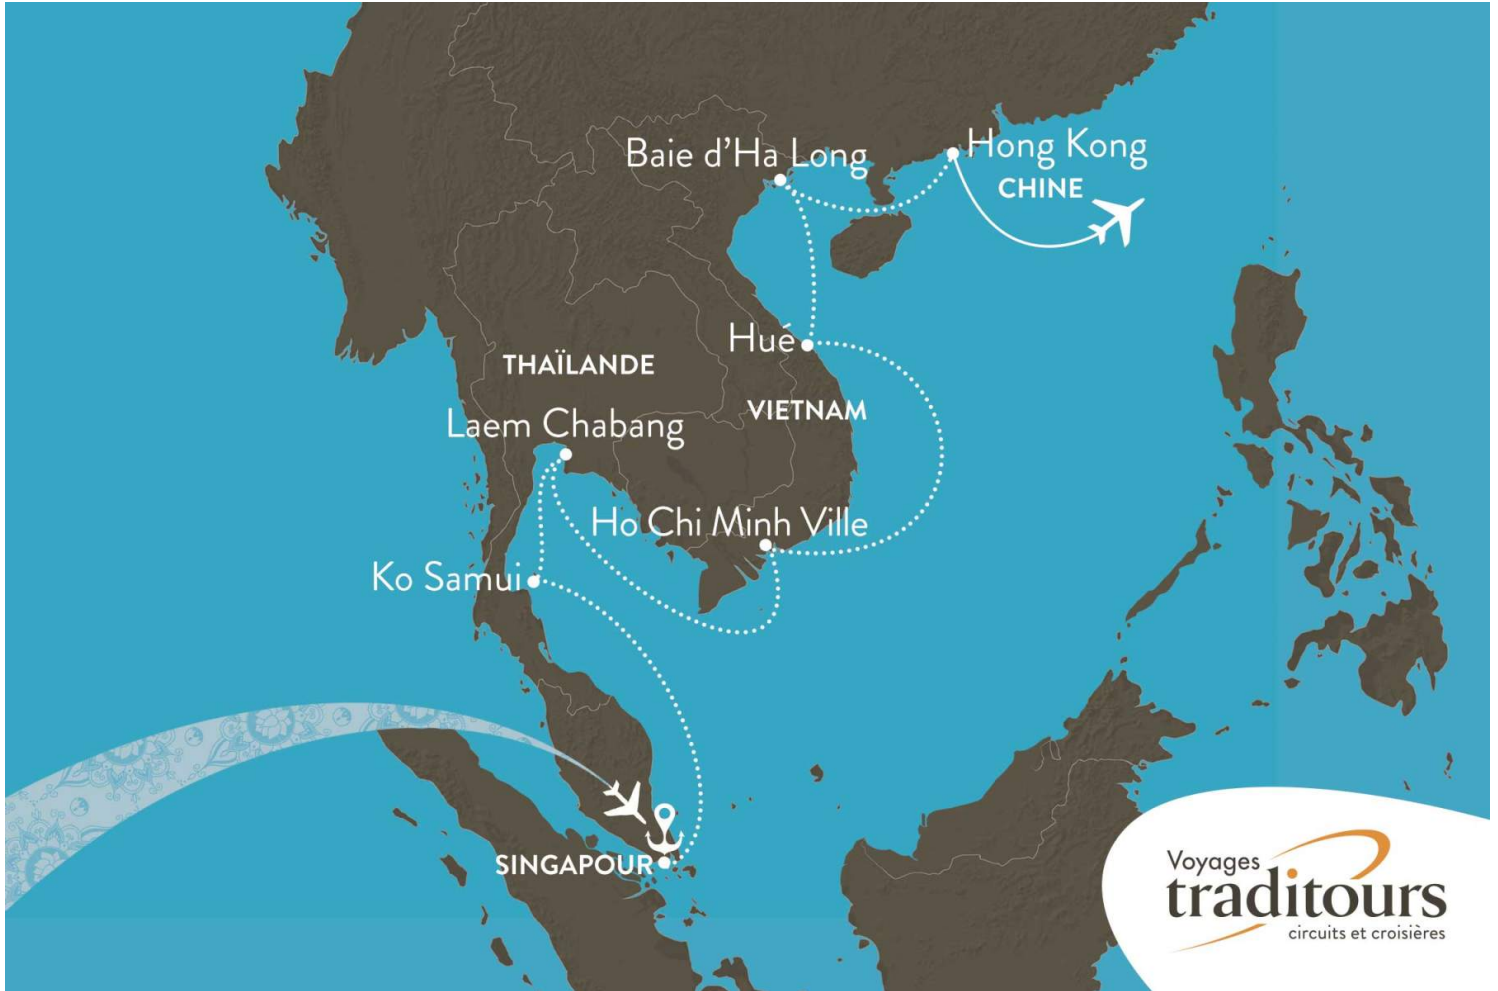 Baie d'Ha Long
Hong Kong
CHINE
Hué
THAÏLANDE
VIETNAM
Laem Chabang
Ho Chi Minh Ville
Ko Samui
SINGAPOUR
Voyages
traditours
circuits et croisières